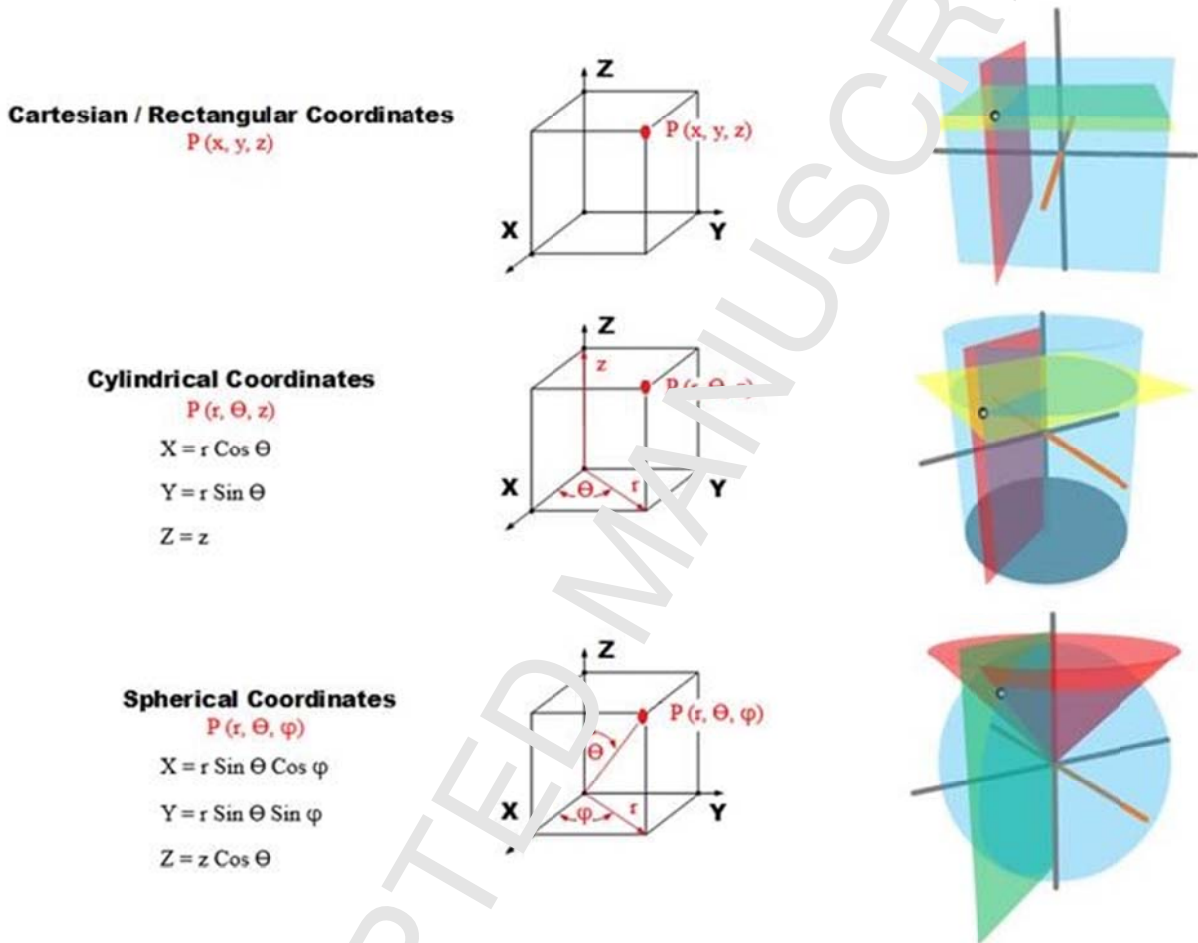 Z
Cartesian / Rectangular Coordinates
P (x, y, z)
P (x, y, z)
X
Y
Z
Cylindrical Coordinates
P (r, Θ, z)
z
X = r Cos Θ
Y = r Sin Θ
X
Θ
r
Y
Z = z
Z
Spherical Coordinates
P (r, Θ, φ)
P (r, Θ, φ)
X = r Sin Θ Cos φ
Θ
Y = r Sin Θ Sin φ
X
φ
r
Y
Z = z Cos Θ